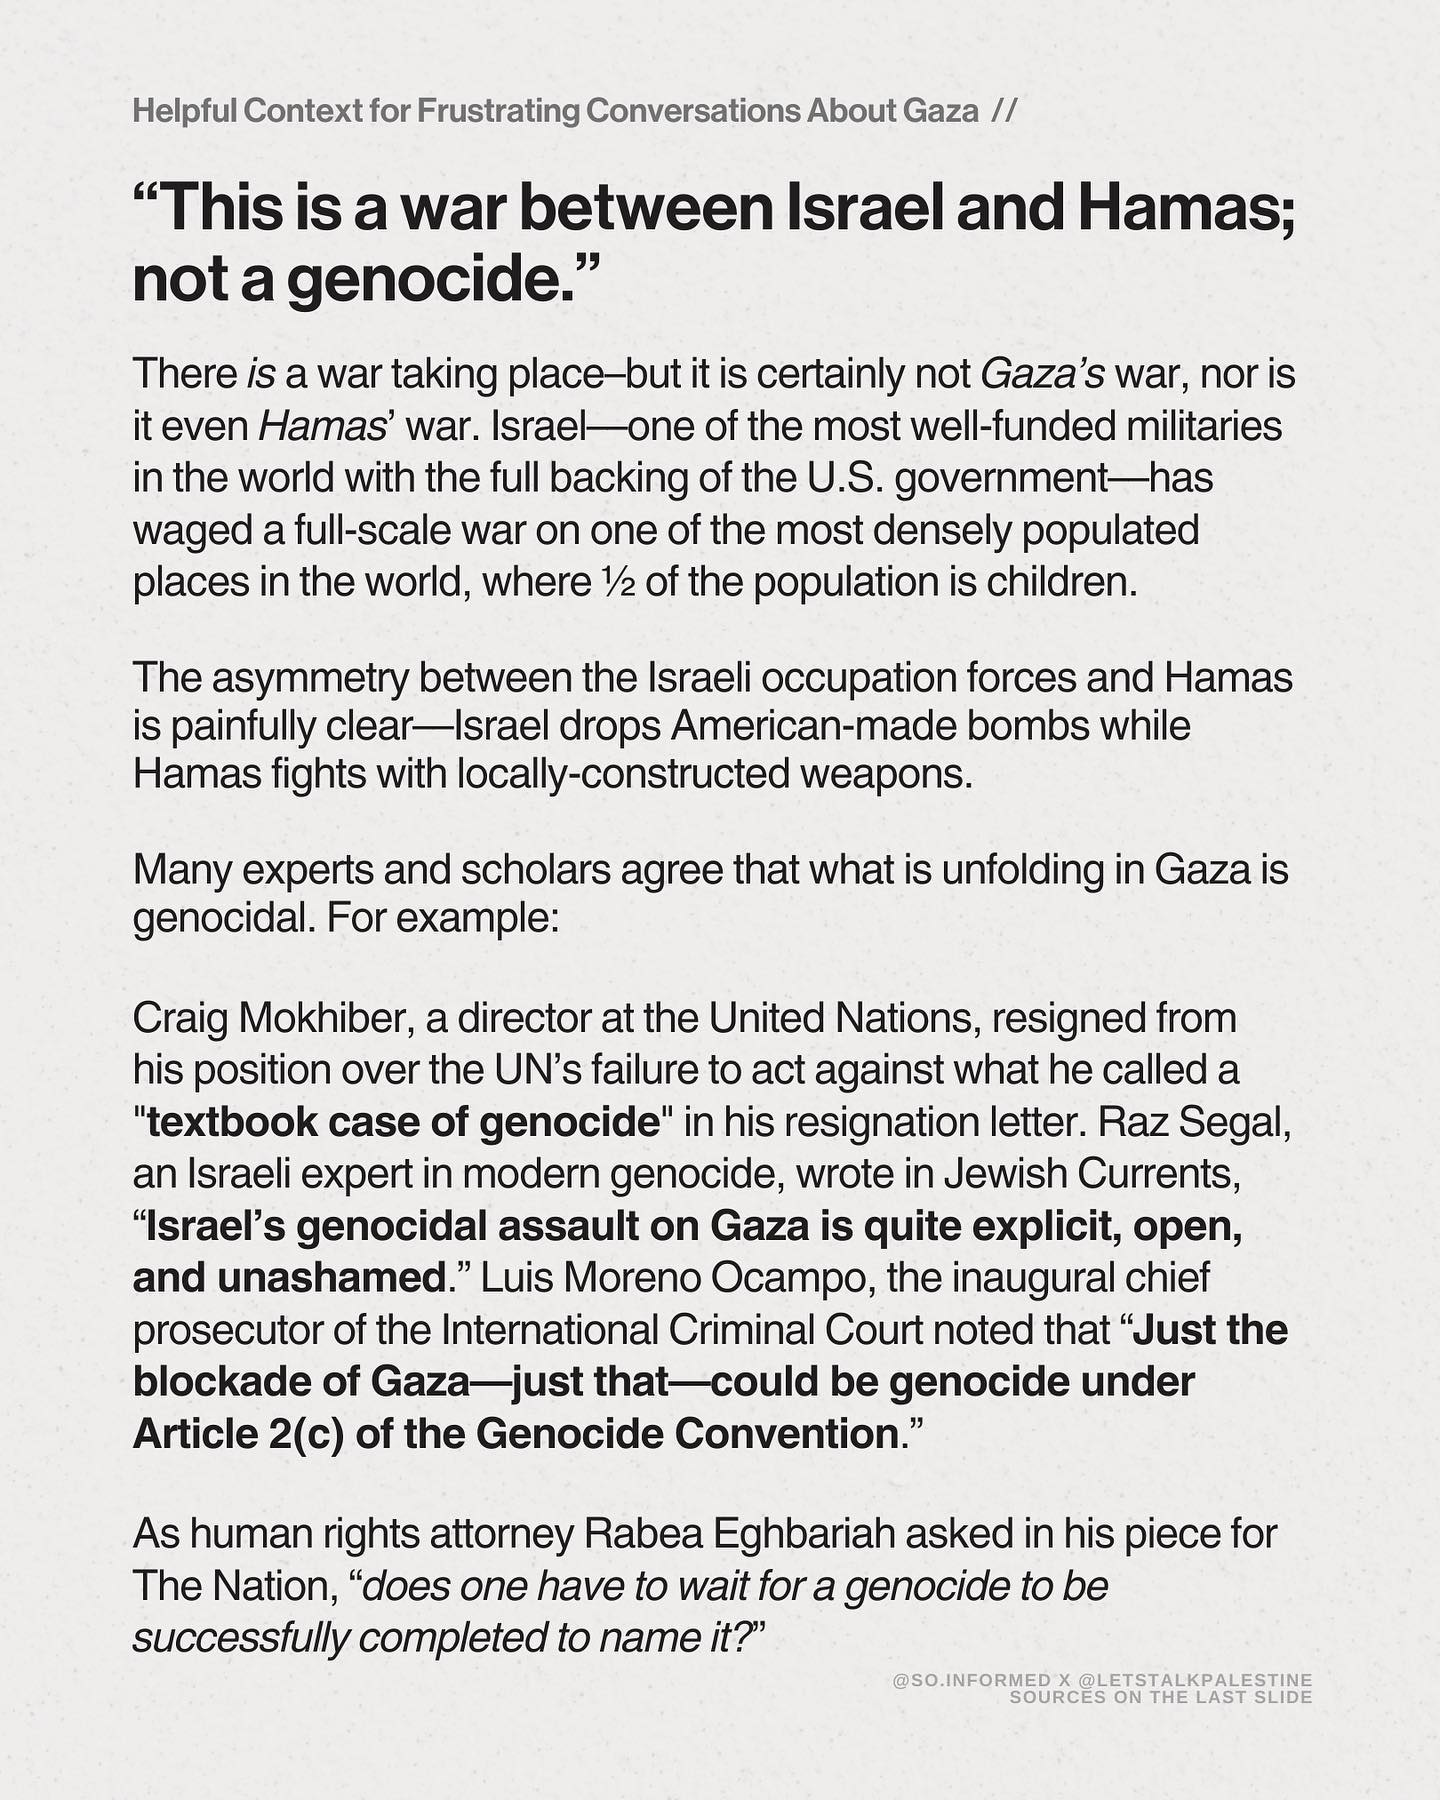 Helpful Context for Frustrating Conversations About Gaza //
“This is a war between Israel and Hamas;
not a genocide.”
There is a war taking place–but it is certainly not Gaza’s war, nor is
it even Hamas’ war. Israel—one of the most well-funded militaries
in the world with the full backing of the U.S. government—has
waged a full-scale war on one of the most densely populated
places in the world, where ½ of the population is children.
The asymmetry between the Israeli occupation forces and Hamas
is painfully clear—Israel drops American-made bombs while
Hamas fights with locally-constructed weapons.
Many experts and scholars agree that what is unfolding in Gaza is
genocidal. For example:
Craig Mokhiber, a director at the United Nations, resigned from
his position over the UN’s failure to act against what he called a
"textbook case of genocide" in his resignation letter. Raz Segal,
an Israeli expert in modern genocide, wrote in Jewish Currents,
“Israel’s genocidal assault on Gaza is quite explicit, open,
and unashamed.” Luis Moreno Ocampo, the inaugural chief
prosecutor of the International Criminal Court noted that “Just the
blockade of Gaza—just that—could be genocide under
Article 2(c) of the Genocide Convention.”
As human rights attorney Rabea Eghbariah asked in his piece for
The Nation, “does one have to wait for a genocide to be
successfully completed to name it?”
@SO.INFORMED X @LETSTALKPALESTINE
SOURCES ON THE LAST SLIDE